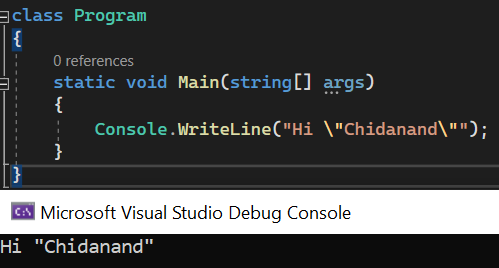 class Program
{
0 references
static void Main(string[] args)
{
Console.WriteLine("Hi \"Chidanand\"");
}
}
C:\ Microsoft Visual Studio Debug Console
Hi "Chidanand"